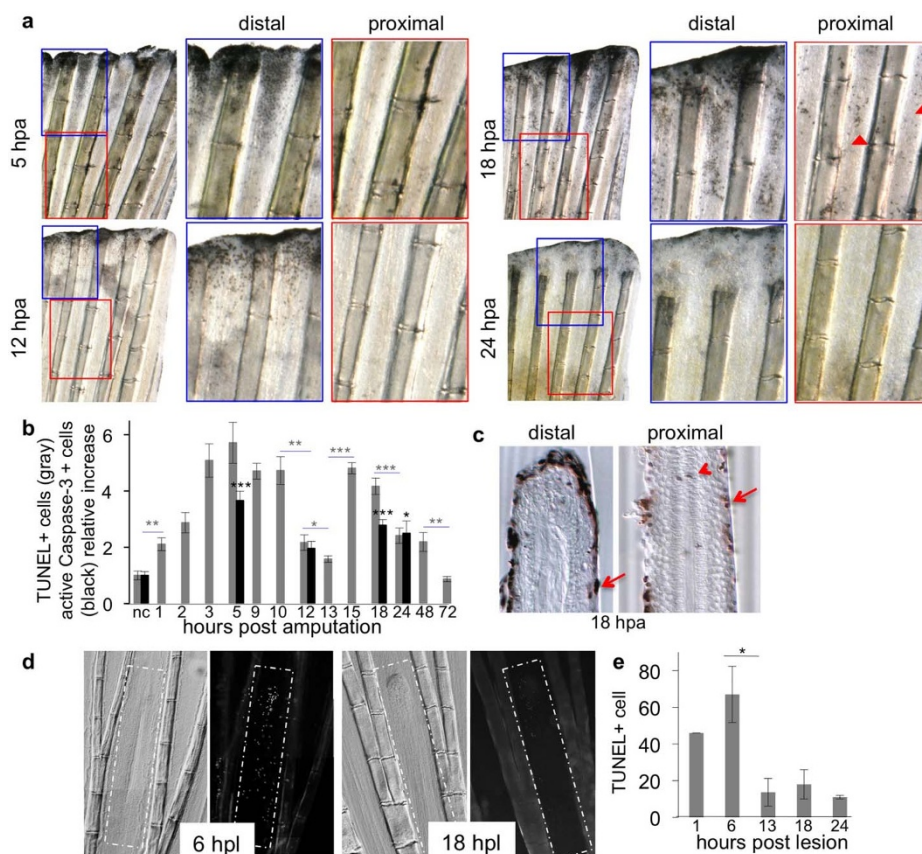 a
distal
proximal
distal
proximal
5 hpa
18 hpa
12 hpa
24 hpa
b
TUNEL+ cells (gray)
active Caspase-3 + cells
(black) relative increase
6
4
2
0
**
***
**
*
***
***
***
*
**
nc 1 2 3 5 9 10 12 13 15 18 24 48 72
hours post amputation
c
distal
proximal
18 hpa
d
6 hpl
18 hpl
e
TUNEL+ cell
80
60
40
20
0
*
1 6 13 18 24
hours post lesion